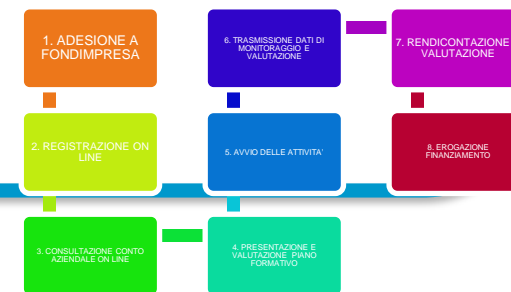 1. ADESIONE A
FONDIMPRESA
2. REGISTRAZIONE ON
LINE
3. CONSULTAZIONE CONTO
AZIENDALE ON LINE
4. PRESENTAZIONE E
VALUTAZIONE PIANO
FORMATIVO
5. AVVIO DELLE ATTIVITA'
6. TRASMISSIONE DATI DI
MONITORAGGIO E
VALUTAZIONE
7. RENDICONTAZIONE
VALUTAZIONE
8. EROGAZIONE
FINANZIAMENTO